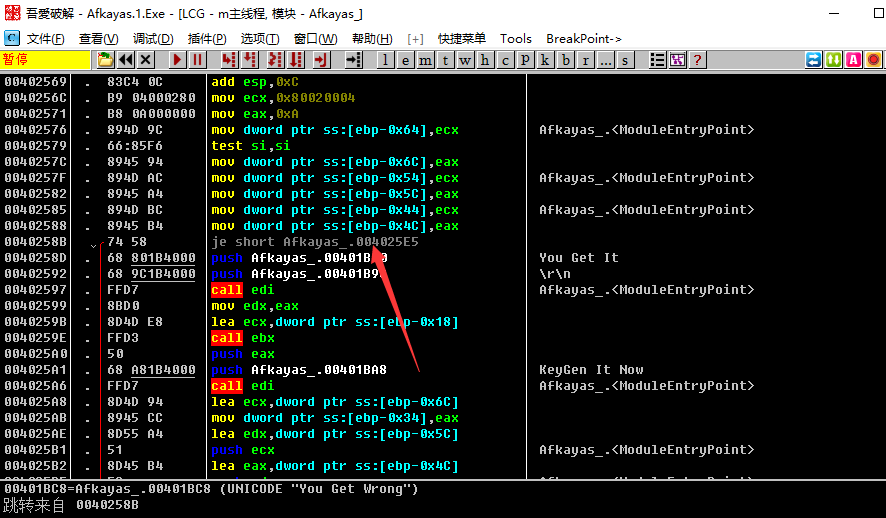 吾爱破解 - Afkayas.1.Exe - [LCG - m主线程, 模块 - Afkayas_]
C 文件(F) 查看(V) 调试(D) 插件(P) 选项(T) 窗口(W) 帮助(H) [+] 快捷菜单 Tools BreakPoint->
暂停 l e m t w h c p k b r ... s ? A
00402569 . 83C4 0C add esp,0xC
0040256C . B9 04000280 mov ecx,0x80020004
00402571 . B8 0A000000 mov eax,0xA
00402576 . 894D 9C mov dword ptr ss:[ebp-0x64],ecx Afkayas_.<ModuleEntryPoint>
00402579 . 66:85F6 test si,si
0040257C . 8945 94 mov dword ptr ss:[ebp-0x6C],eax
0040257F . 894D AC mov dword ptr ss:[ebp-0x54],ecx Afkayas_.<ModuleEntryPoint>
00402582 . 8945 A4 mov dword ptr ss:[ebp-0x5C],eax
00402585 . 894D BC mov dword ptr ss:[ebp-0x44],ecx Afkayas_.<ModuleEntryPoint>
00402588 . 8945 B4 mov dword ptr ss:[ebp-0x4C],eax
0040258B . 74 58 je short Afkayas_.004025E5
0040258D . 68 801B4000 push You Get It
00402592 . 68 9C1B4000 push \r\n
00402597 . FFD7 call edi Afkayas_.<ModuleEntryPoint>
00402599 . 8BD0 mov edx,eax
0040259B . 8D4D E8 lea ecx,dword ptr ss:[ebp-0x18]
0040259E . FFD3 call ebx
004025A0 . 50 push eax
004025A1 . 68 A81B4000 push Afkayas_.00401BA8 KeyGen It Now
004025A6 . FFD7 call edi Afkayas_.<ModuleEntryPoint>
004025A8 . 8D4D 94 lea ecx,dword ptr ss:[ebp-0x6C]
004025AB . 8945 CC mov dword ptr ss:[ebp-0x34],eax
004025AE . 8D55 A4 lea edx,dword ptr ss:[ebp-0x5C]
004025B1 . 51 push ecx Afkayas_.<ModuleEntryPoint>
004025B2 . 8D45 B4 lea eax,dword ptr ss:[ebp-0x4C]
00401BC8=Afkayas_.00401BC8 (UNICODE "You Get Wrong")
跳转来自 0040258B